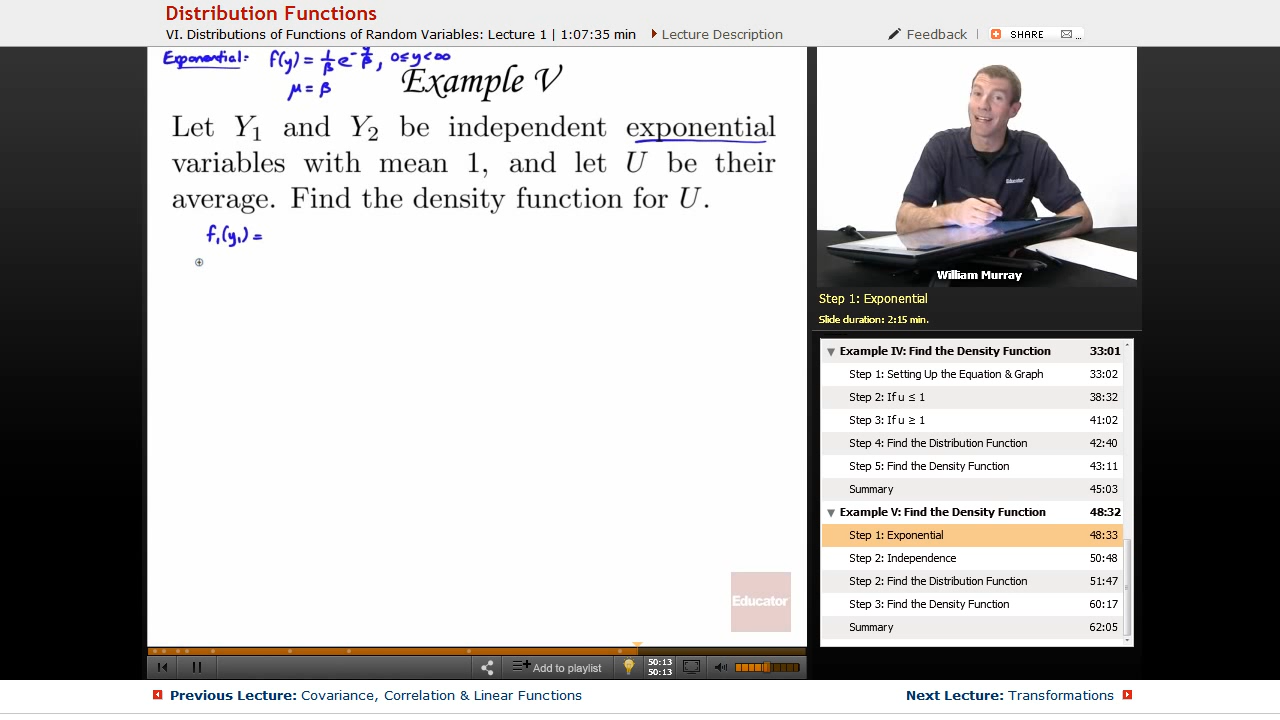 Distribution Functions
VI. Distributions of Functions of Random Variables: Lecture 1 | 1:07:35 min Lecture Description
Feedback SHARE
Exponential: f(y) = 1/β e^-y/β, 0 ≤ y < ∞
μ = β
Example V
Let Y1 and Y2 be independent exponential
variables with mean 1, and let U be their
average. Find the density function for U.
f1(y1) =
Educator
Educator
William Murray
Step 1: Exponential
Slide duration: 2:15 min.
Example IV: Find the Density Function 33:01
Step 1: Setting Up the Equation & Graph 33:02
Step 2: If u ≤ 1 38:32
Step 3: If u ≥ 1 41:02
Step 4: Find the Distribution Function 42:40
Step 5: Find the Density Function 43:11
Summary 45:03
Example V: Find the Density Function 48:32
Step 1: Exponential 48:33
Step 2: Independence 50:48
Step 2: Find the Distribution Function 51:47
Step 3: Find the Density Function 60:17
Summary 62:05
Add to playlist
50:13
50:13
Previous Lecture: Covariance, Correlation & Linear Functions
Next Lecture: Transformations